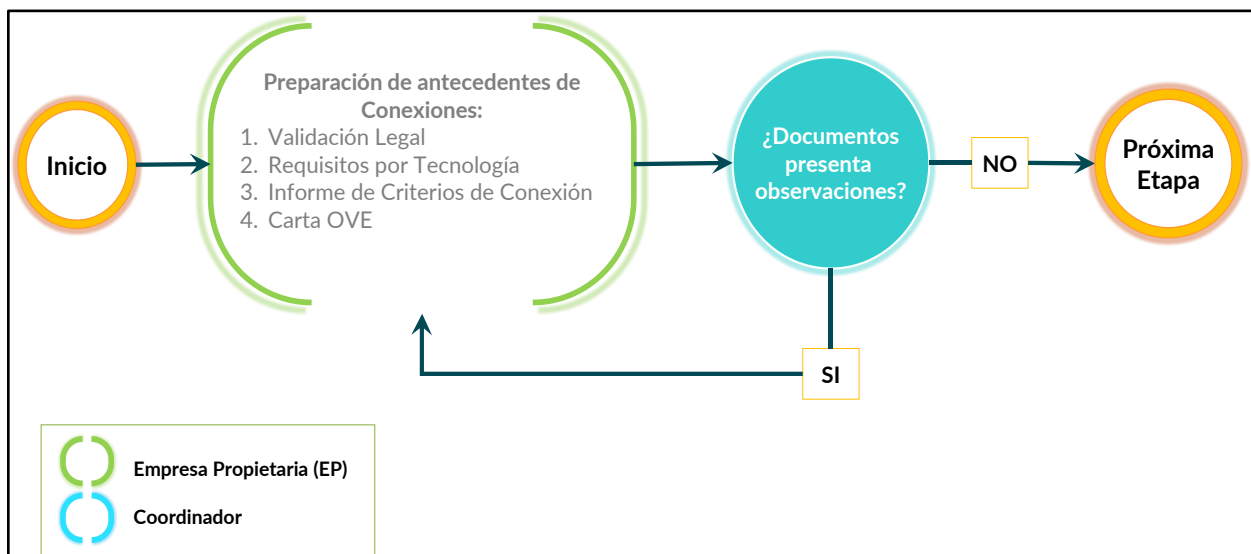 Inicio
Preparación de antecedentes de
Conexiones:
1. Validación Legal
2. Requisitos por Tecnología
3. Informe de Criterios de Conexión
4. Carta OVE
¿Documentos
presenta
observaciones?
NO
Próxima
Etapa
SI
Empresa Propietaria (EP)
Coordinador